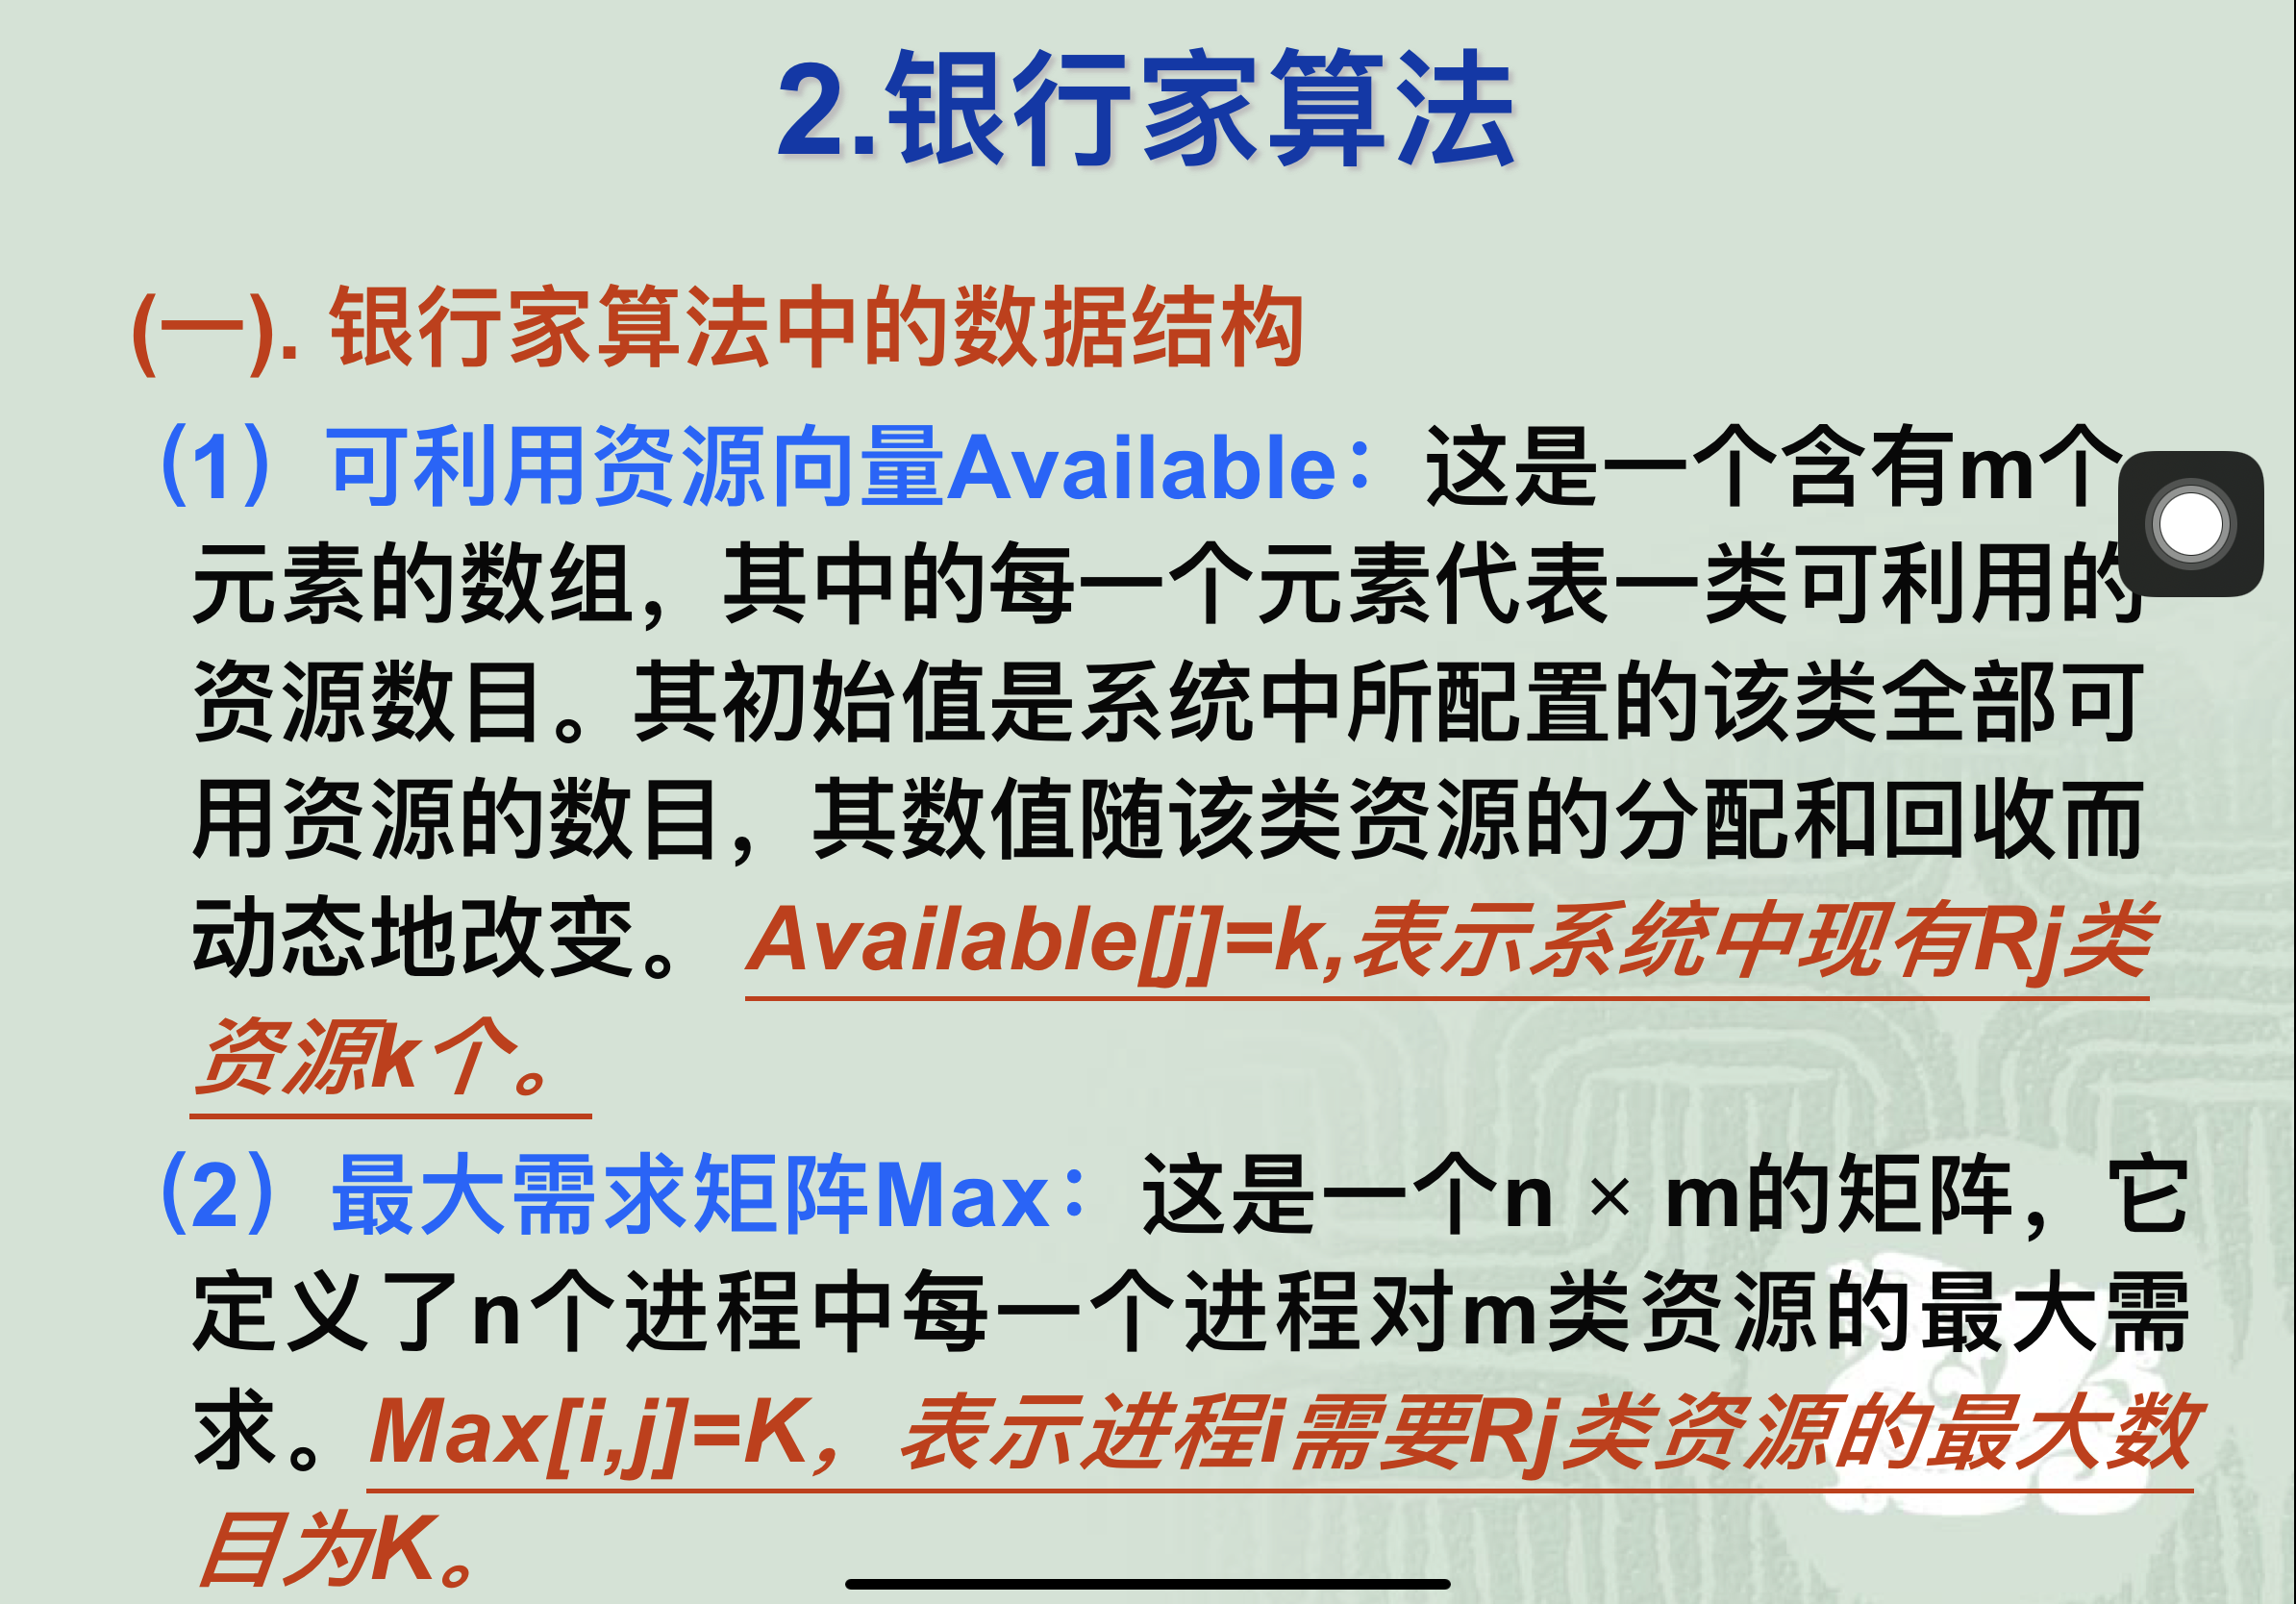 2.银行家算法
(一). 银行家算法中的数据结构
（1）可利用资源向量Available：这是一个含有m个
元素的数组，其中的每一个元素代表一类可利用的
资源数目。其初始值是系统中所配置的该类全部可
用资源的数目，其数值随该类资源的分配和回收而
动态地改变。Available[j]=k,表示系统中现有Rj类
资源k个。
（2）最大需求矩阵Max：这是一个n × m的矩阵，它
定义了n个进程中每一个进程对m类资源的最大需
求。Max[i,j]=K，表示进程i需要Rj类资源的最大数
目为K。